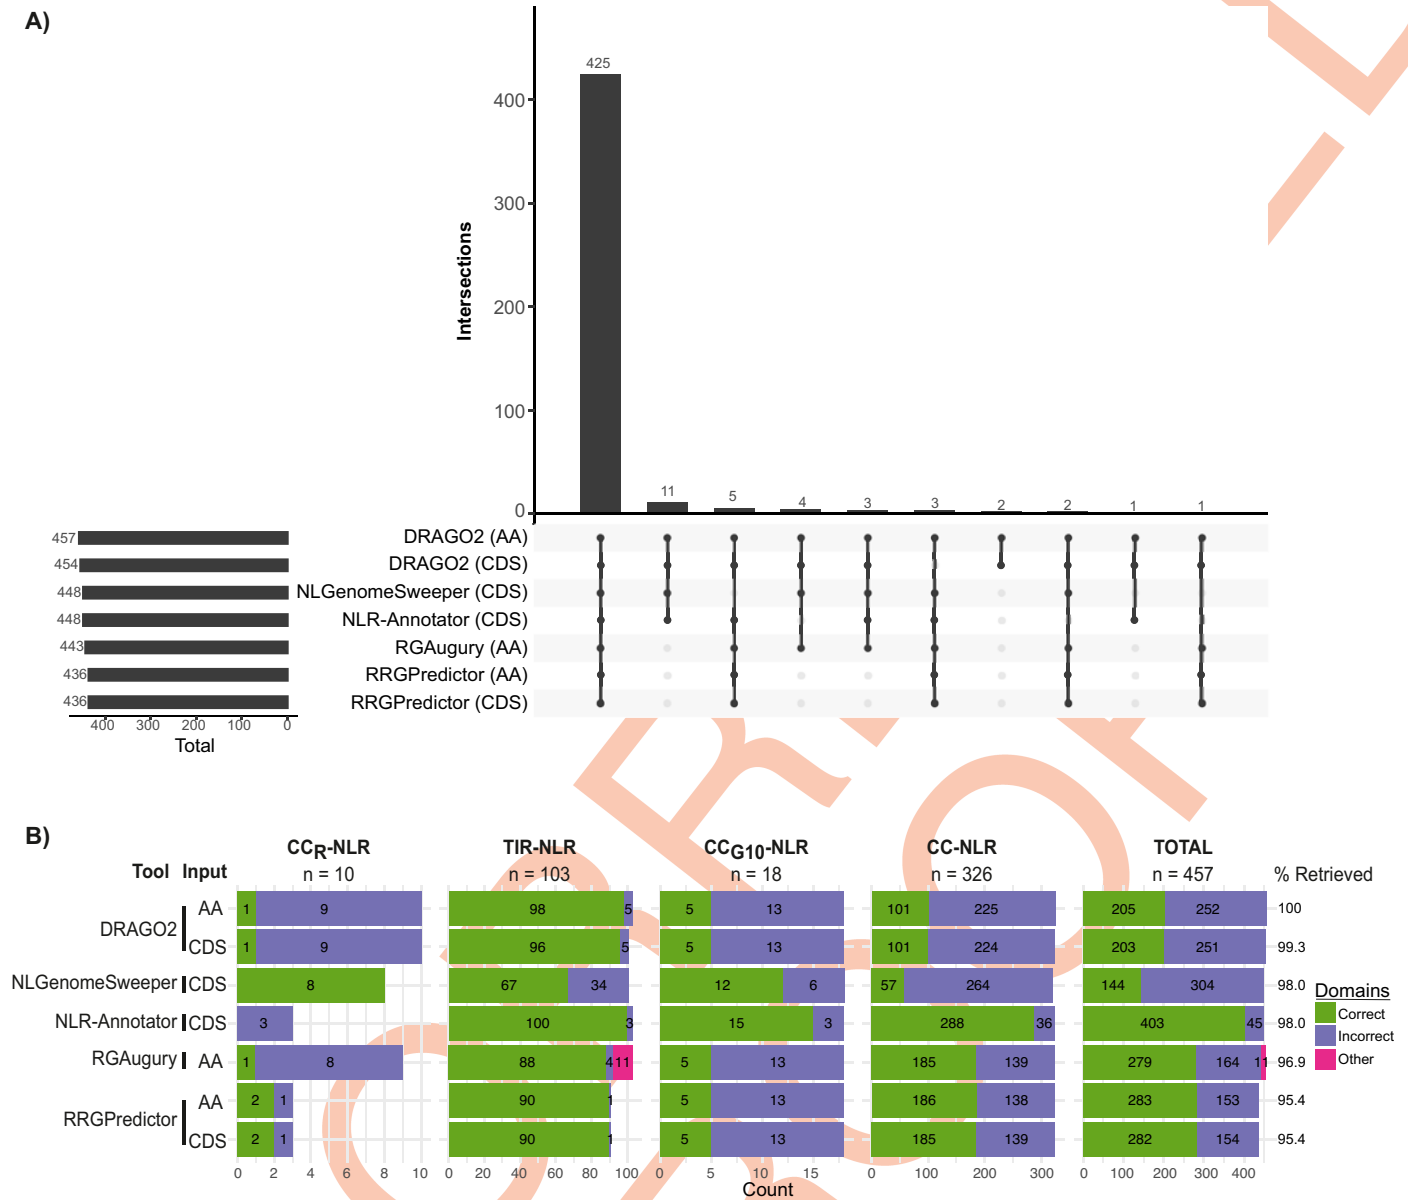 A)
425
400
300
200
100
0
Intersections
11
5
4
3
3
2
2
1
1
457
DRAGO2 (AA)
454
DRAGO2 (CDS)
448
NLGenomeSweeper (CDS)
448
NLR-Annotator (CDS)
443
RGAugury (AA)
436
RRGPredictor (AA)
436
RRGPredictor (CDS)
400 300 200 100 0
Total
B)
CCR-NLR TIR-NLR CCG10-NLR CC-NLR TOTAL
Tool Input n = 10 n = 103 n = 18 n = 326 n = 457 % Retrieved
DRAGO2
AA 1 9 98 5 5 13 101 225 205 252 100
CDS 1 9 96 5 5 13 101 224 203 251 99.3
NLGenomeSweeper CDS 8 67 34 12 6 57 264 144 304 98.0
NLR-Annotator CDS 3 100 3 15 3 288 36 403 45 98.0
RGAugury AA 1 8 88 4 11 5 13 185 139 279 164 11 96.9
RRGPredictor
AA 2 1 90 1 5 13 186 138 283 153 95.4
CDS 2 1 90 1 5 13 185 139 282 154 95.4
Domains
Correct
Incorrect
Other
0 2 4 6 8 10 0 20 40 60 80 100 0 5 10 15 0 100 200 300 0 100 200 300 400
Count